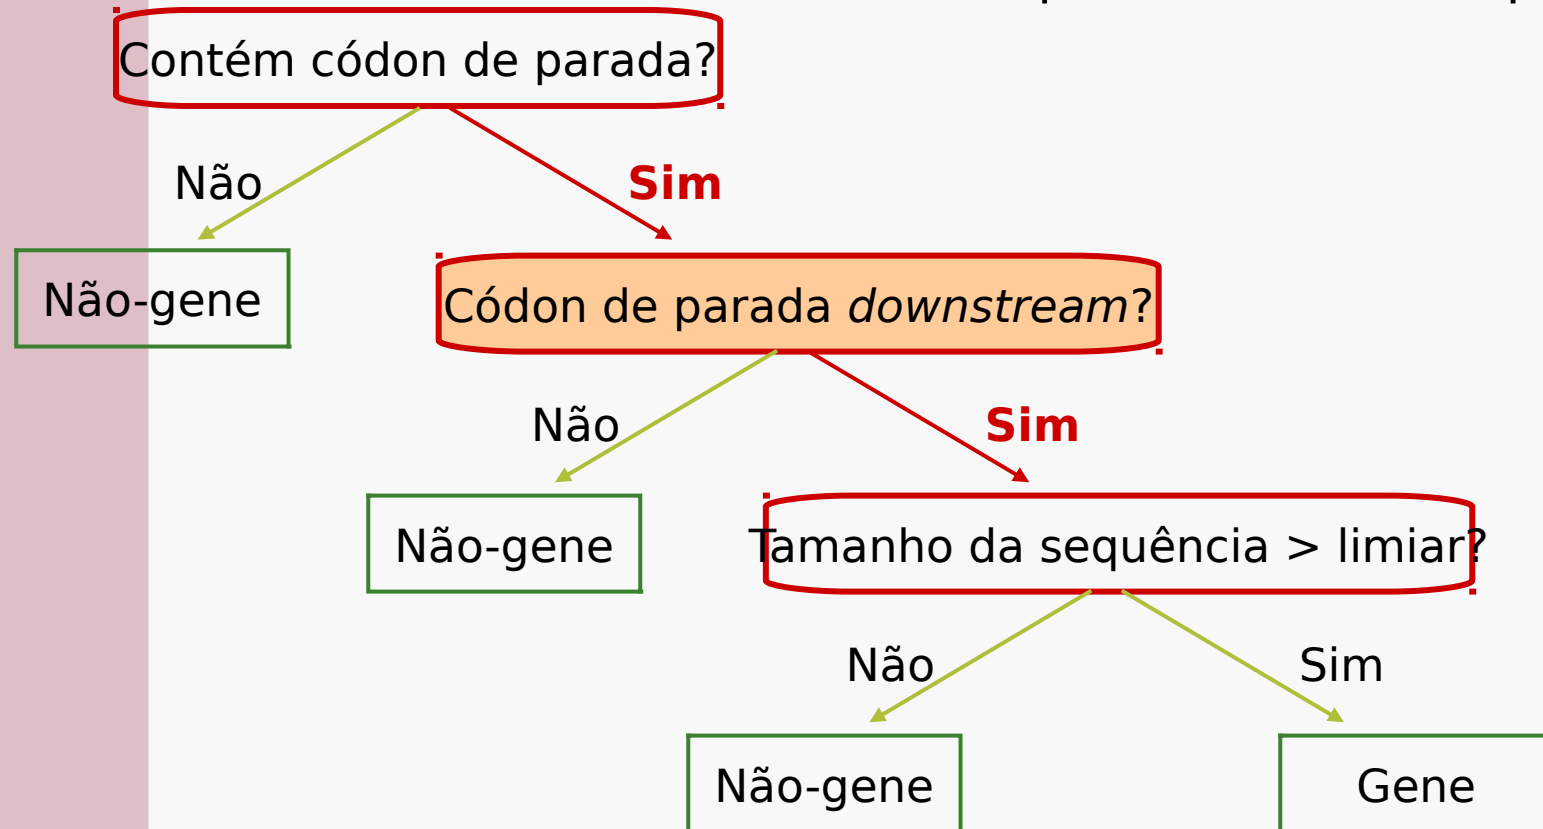 Contém códon de parada?
Não
Sim
Não-gene
Códon de parada downstream?
Não
Sim
Não-gene
Tamanho da sequência > limiar?
Não
Sim
Não-gene
Gene